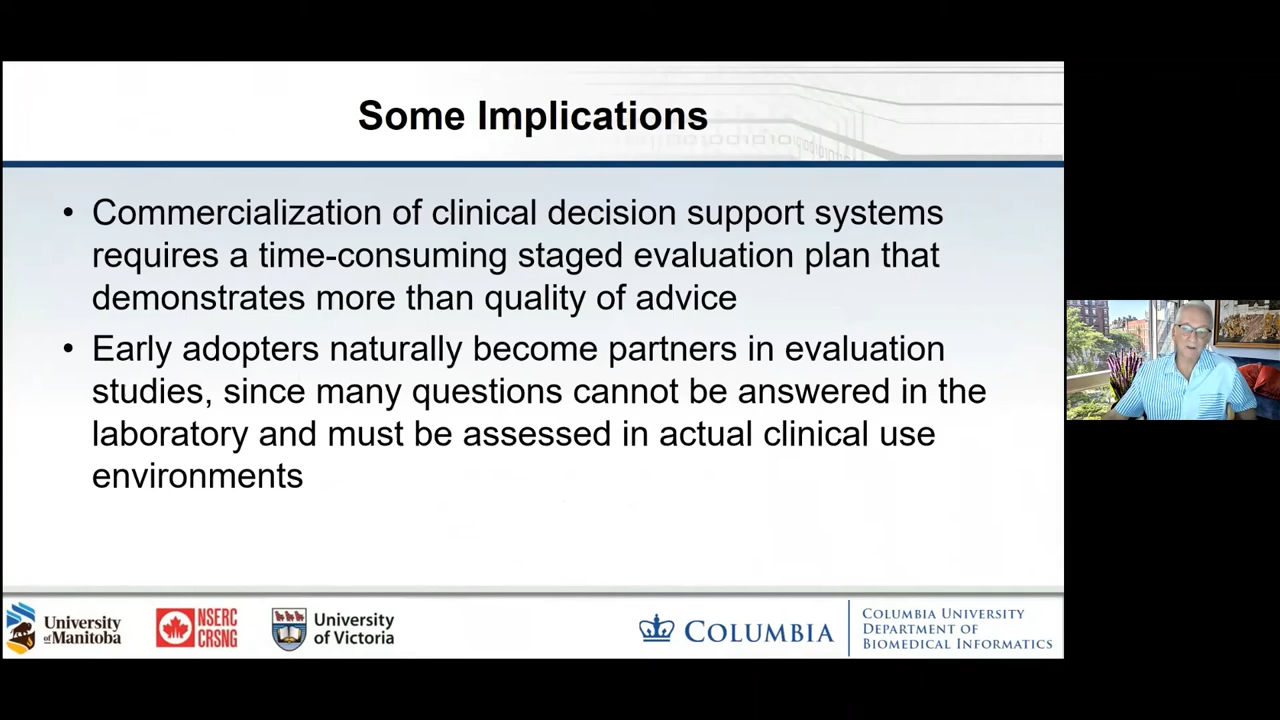 Some Implications
• Commercialization of clinical decision support systems
requires a time-consuming staged evaluation plan that
demonstrates more than quality of advice
• Early adopters naturally become partners in evaluation
studies, since many questions cannot be answered in the
laboratory and must be assessed in actual clinical use
environments
University
of Manitoba
NSERC
CRSNG
University
of Victoria
COLUMBIA
COLUMBIA UNIVERSITY
DEPARTMENT OF
BIOMEDICAL INFORMATICS